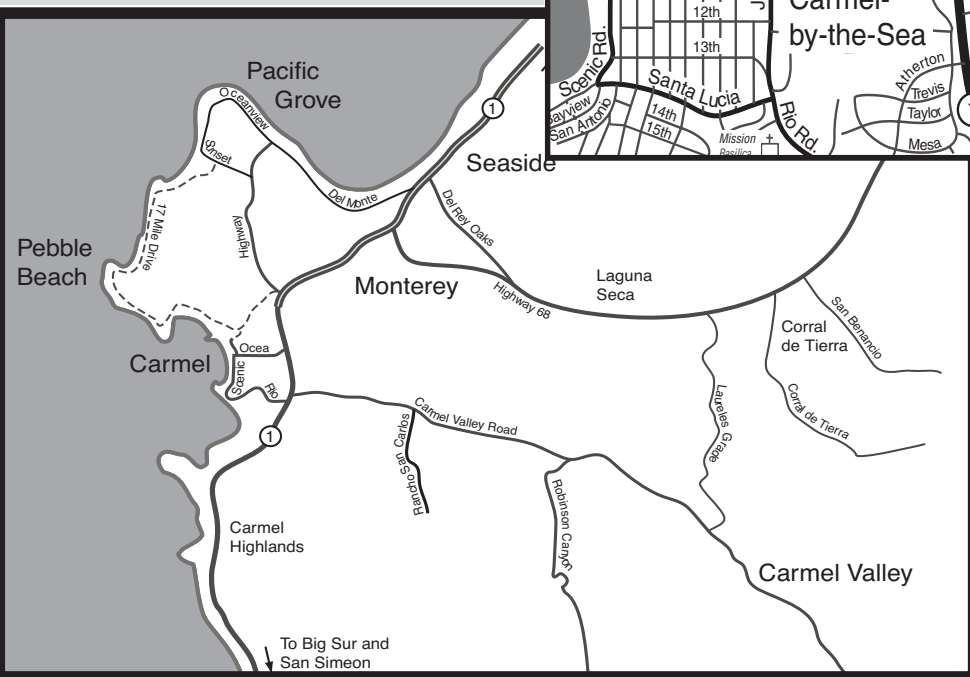 12th
Carmel-
by-the-Sea
13th
Scenic Rd.
Santa Lucia
Atherton
Trevis
Taylor
Mesa
San Antonio
14th
15th
Mission
Basilica
Rio Rd.
Pacific
Grove
Oceanview
1
Seaside
Sunset
Del Monte
Del Rey Oaks
17 Mile Drive
Highway
Pebble
Beach
Monterey
Highway 68
Laguna
Seca
San Benancio
Corral
de Tierra
Carmel
Ocea
Scenic
Rio
Carmel Valley Road
Rancho San Carlos
Laureles Grade
Corral de Tierra
1
Robinson Canyon
Carmel
Highlands
Carmel Valley
To Big Sur and
San Simeon